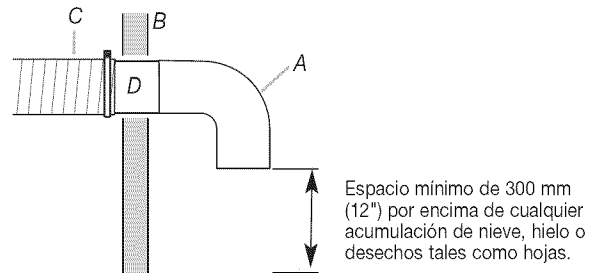 C
B
A
D
Espacio mínimo de 300 mm
(12") por encima de cualquier
acumulación de nieve, hielo o
desechos tales como hojas.